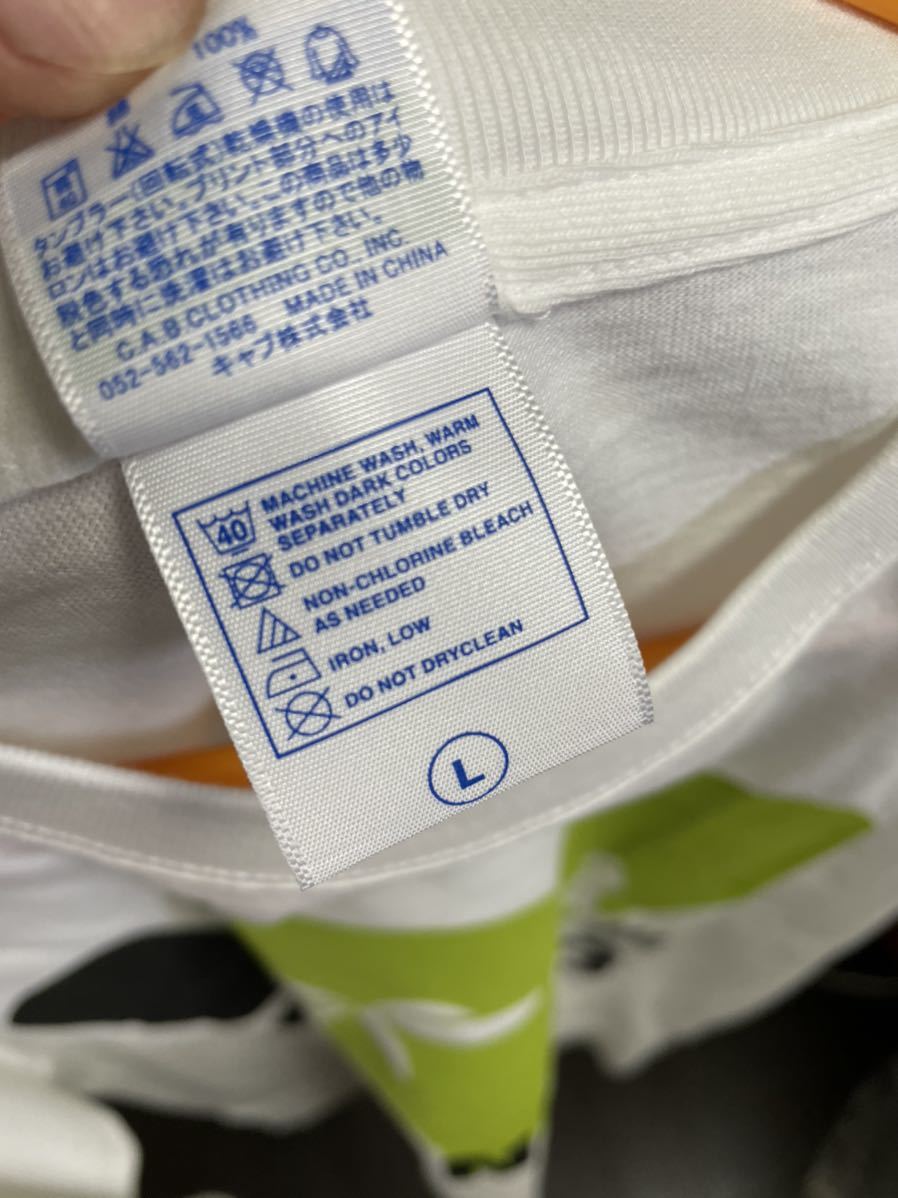 100%
タンブラー(回転式)乾燥機の使用は
お避け下さい。プリント部分へのアイ
ロンはお避け下さい。この商品は多少
脱色する恐れが有りますので他の物
と同時に洗濯はお避け下さい。
C.A.B.CLOTHING CO., INC.
052-562-1566 MADE IN CHINA
キャブ株式会社
40 MACHINE WASH, WARM
WASH DARK COLORS
SEPARATELY
DO NOT TUMBLE DRY
NON-CHLORINE BLEACH
AS NEEDED
IRON, LOW
DO NOT DRYCLEAN
L